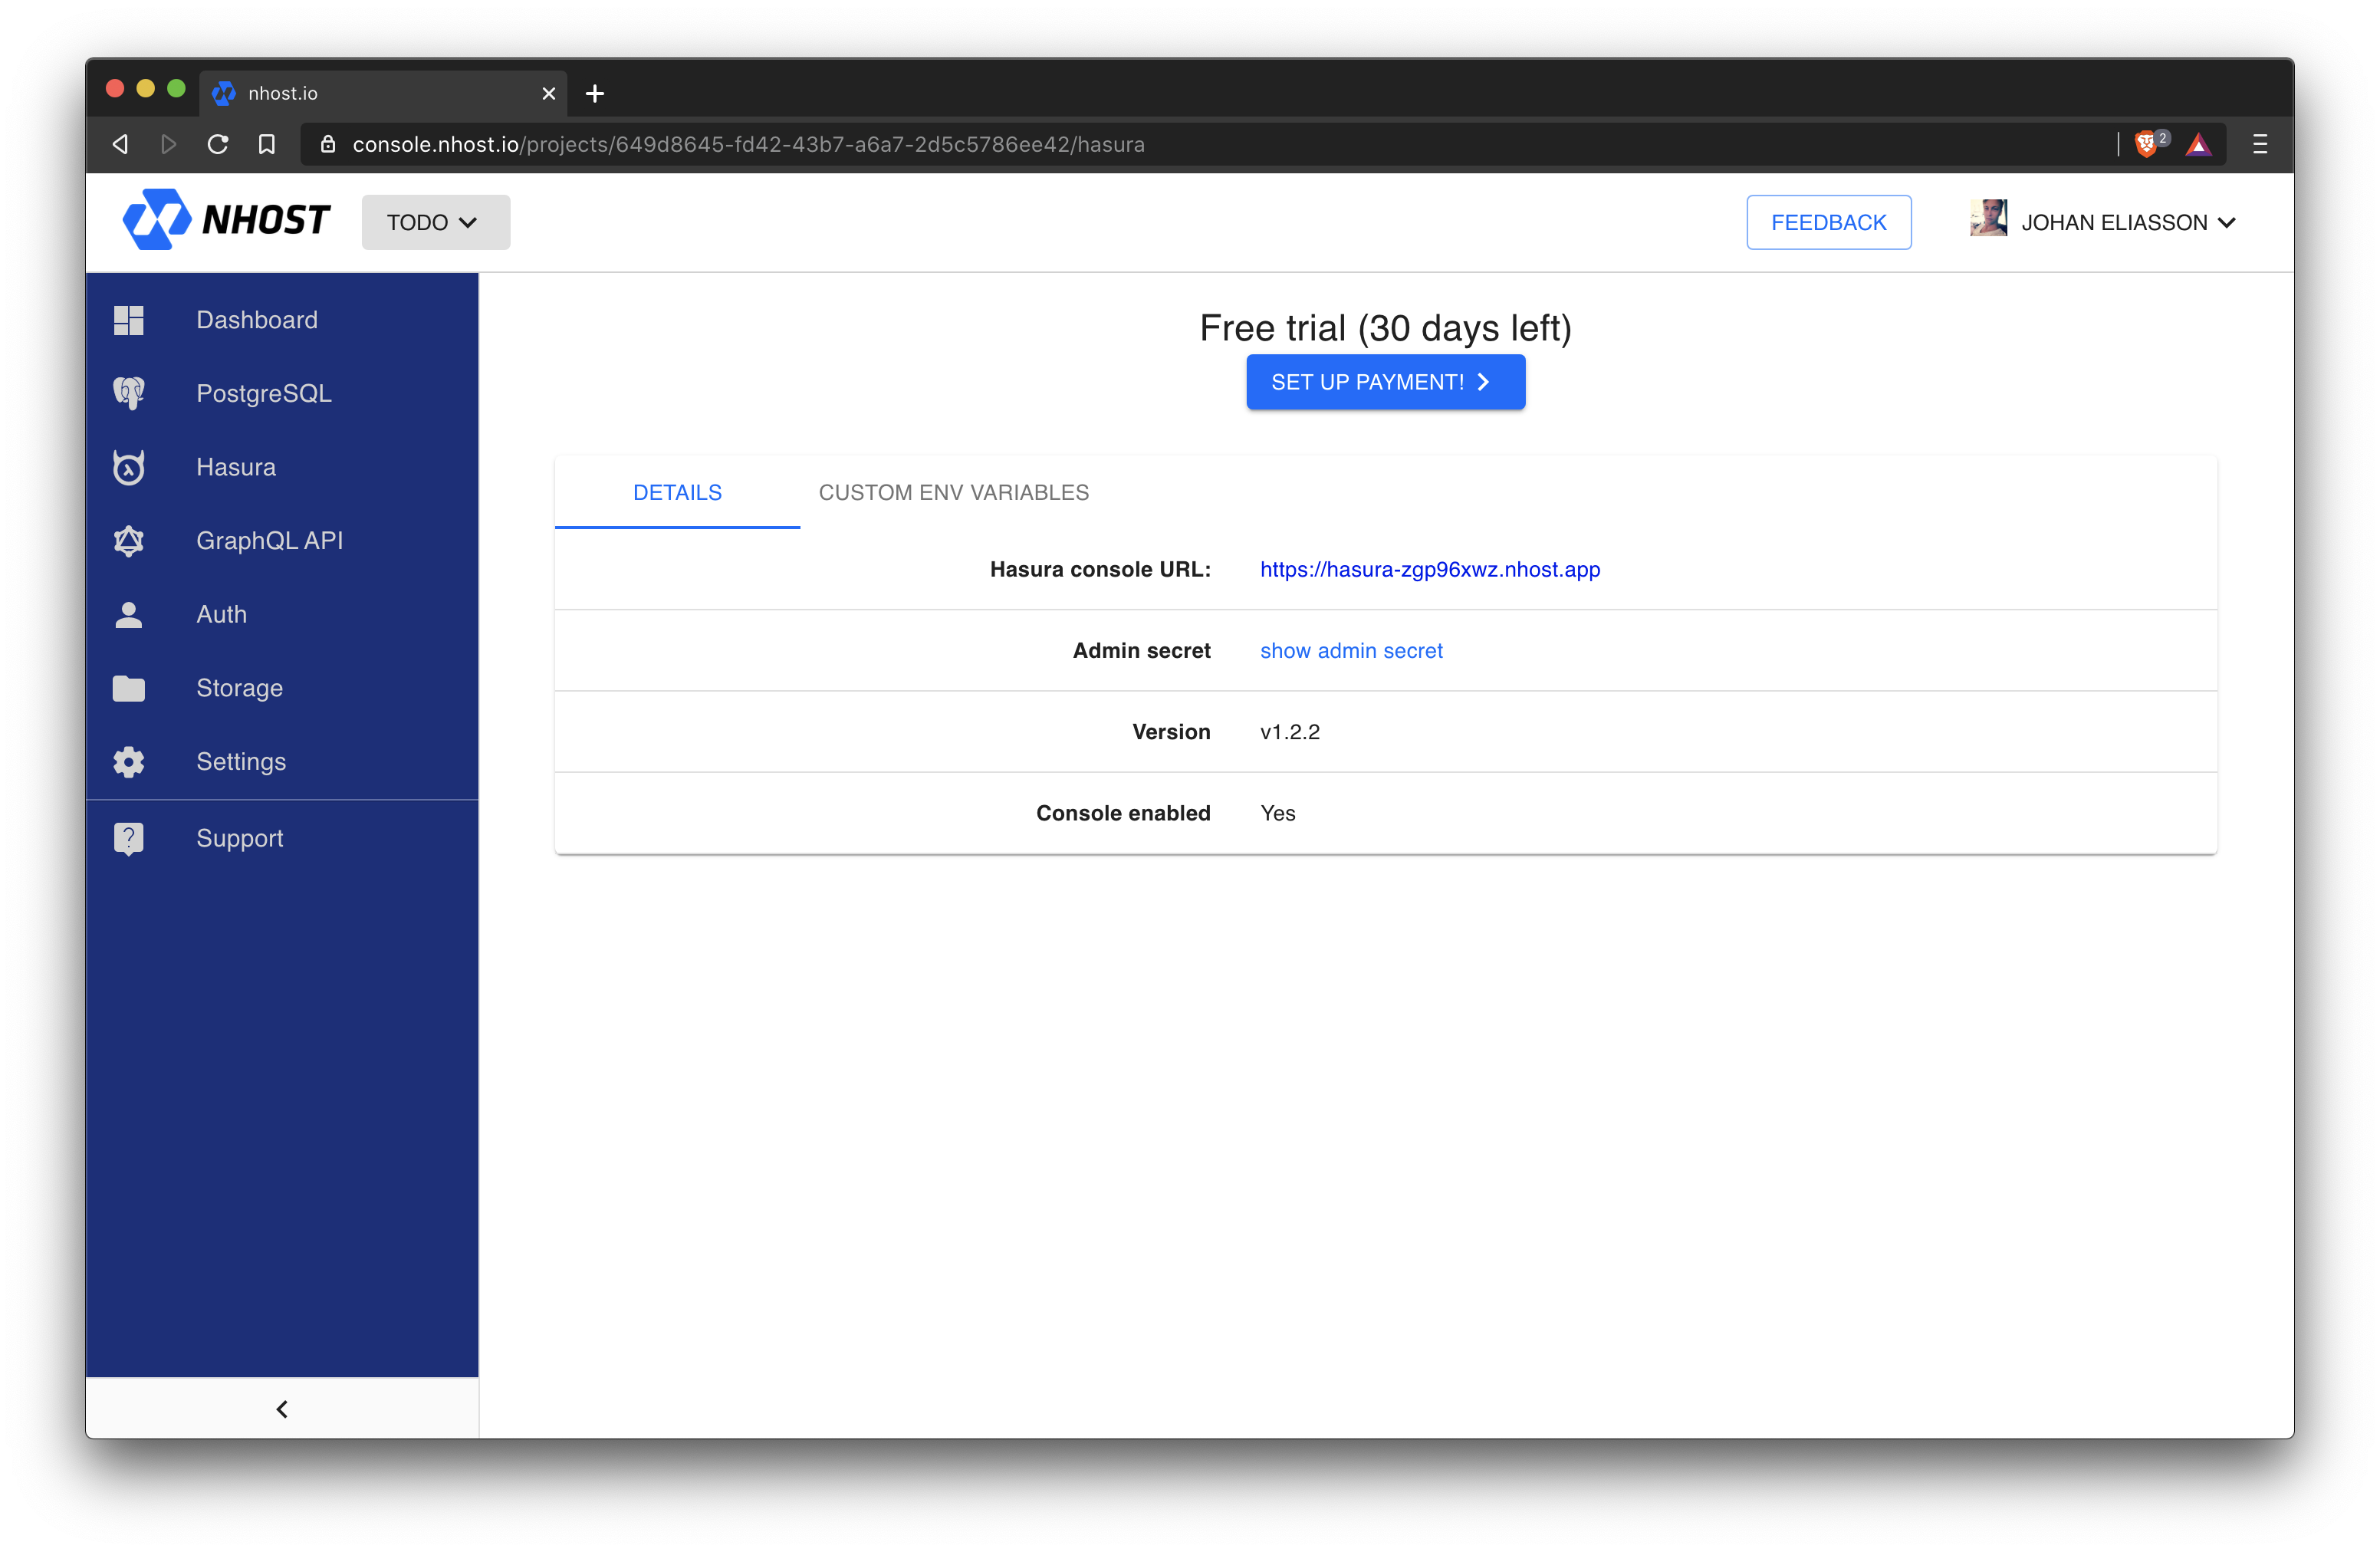 nhost.io
console.nhost.io/projects/649d8645-fd42-43b7-a6a7-2d5c5786ee42/hasura
2
NHOST
TODO
FEEDBACK
JOHAN ELIASSON
Dashboard
PostgreSQL
Hasura
GraphQL API
Auth
Storage
Settings
Support
Free trial (30 days left)
SET UP PAYMENT!
DETAILS CUSTOM ENV VARIABLES
Hasura console URL: https://hasura-zgp96xwz.nhost.app
Admin secret show admin secret
Version v1.2.2
Console enabled Yes